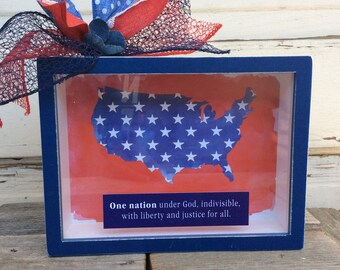 One nation under God, indivisible,
with liberty and justice for all.